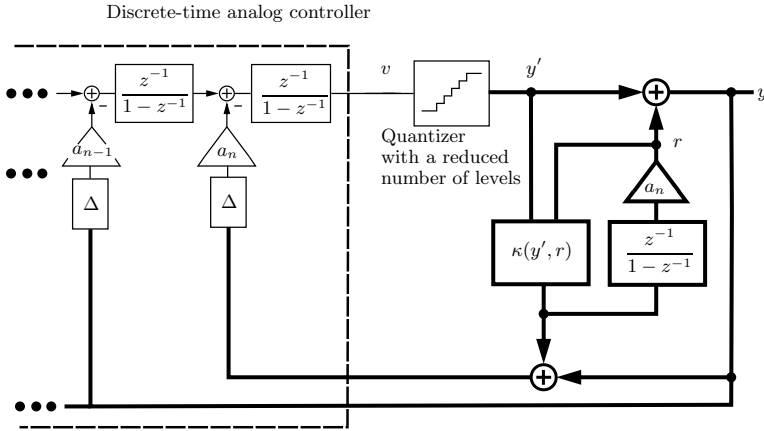 Discrete-time analog controller
z^{-1}
1 − z^{-1}
z^{-1}
1 − z^{-1}
−
−
v
y′
y
Quantizer
with a reduced
number of levels
a_{n−1}
a_n
r
a_n
Δ
Δ
κ(y′, r)
z^{-1}
1 − z^{-1}